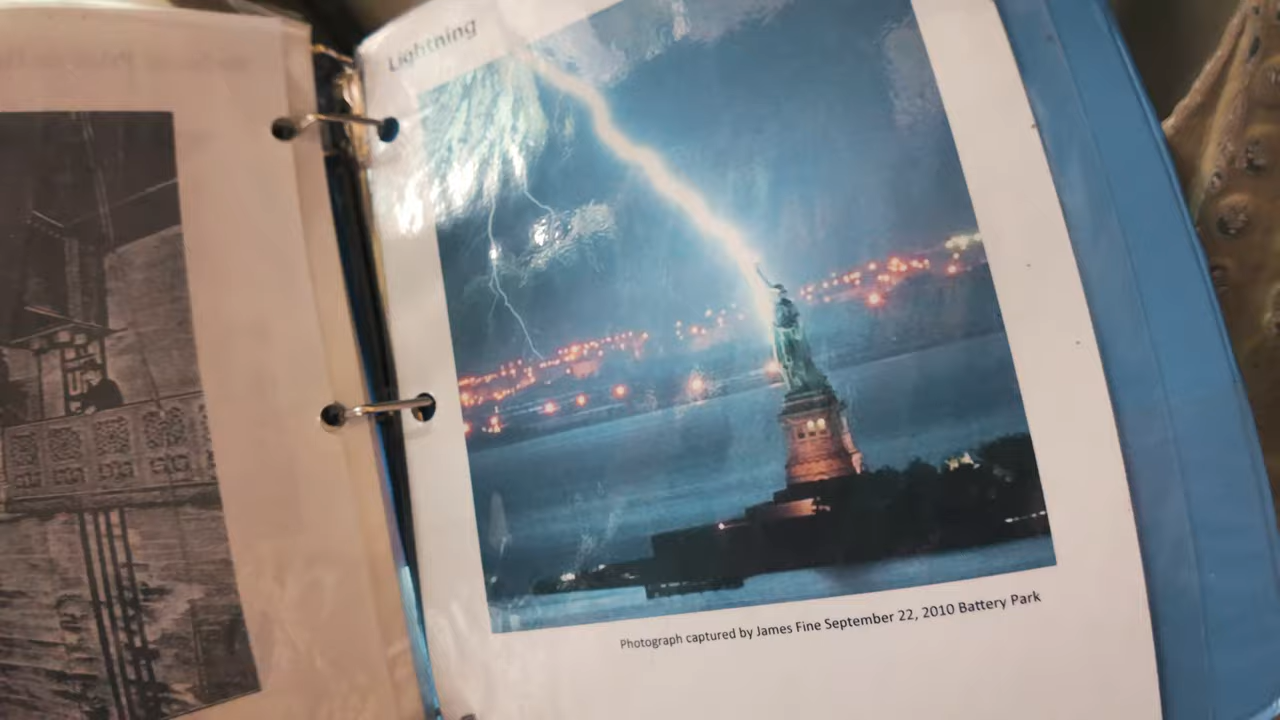 Lightning
Photograph captured by James Fine September 22, 2010 Battery Park